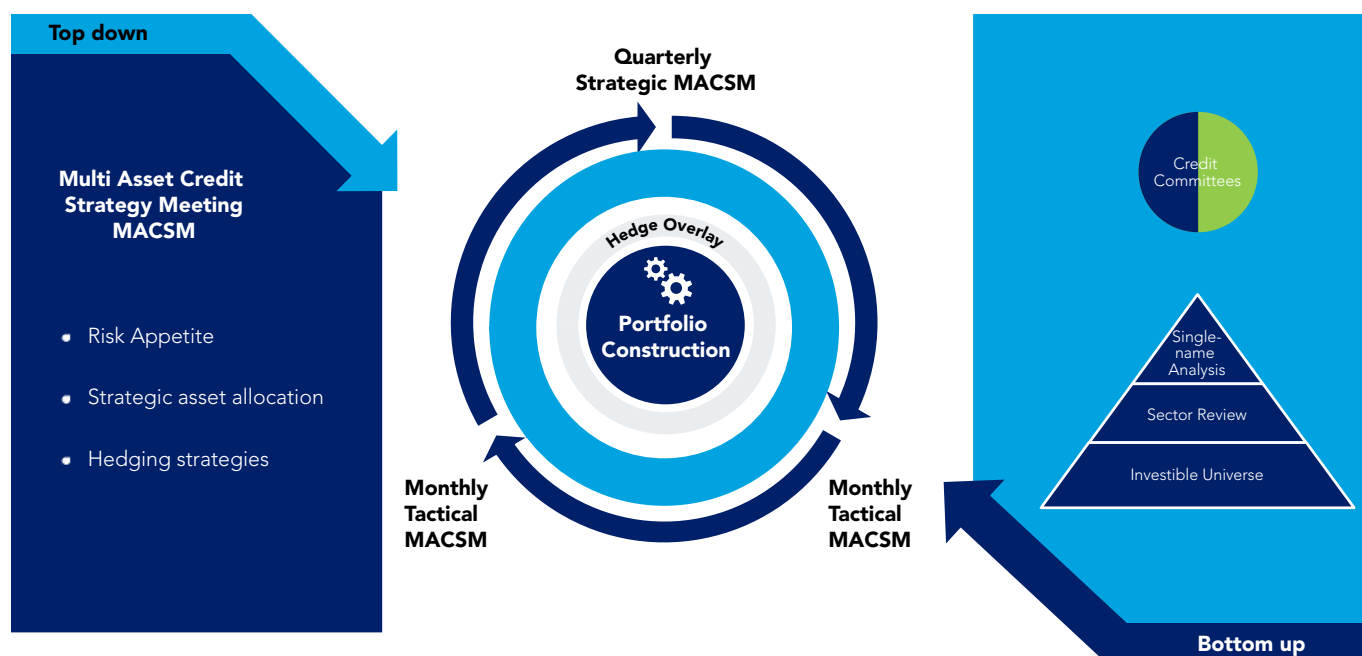 Top down
Multi Asset Credit
Strategy Meeting
MACSM
Risk Appetite
Strategic asset allocation
Hedging strategies
Quarterly
Strategic MACSM
Hedge Overlay
Portfolio
Construction
Monthly
Tactical
MACSM
Monthly
Tactical
MACSM
Credit
Committees
Single-
name
Analysis
Sector Review
Investible Universe
Bottom up